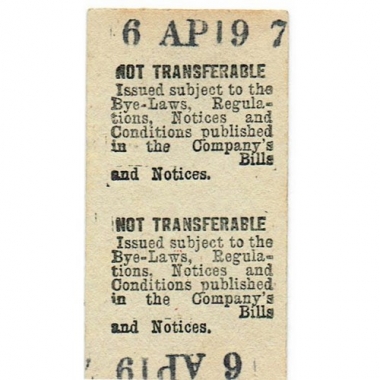 6 AP19 7
NOT TRANSFERABLE
Issued subject to the
Bye-Laws, Regula-
tions, Notices and
Conditions published
in the Company's
Bills
and Notices.
NOT TRANSFERABLE
Issued subject to the
Bye-Laws, Regula-
tions, Notices and
Conditions published
in the Company's
Bills
and Notices.
6 AP19